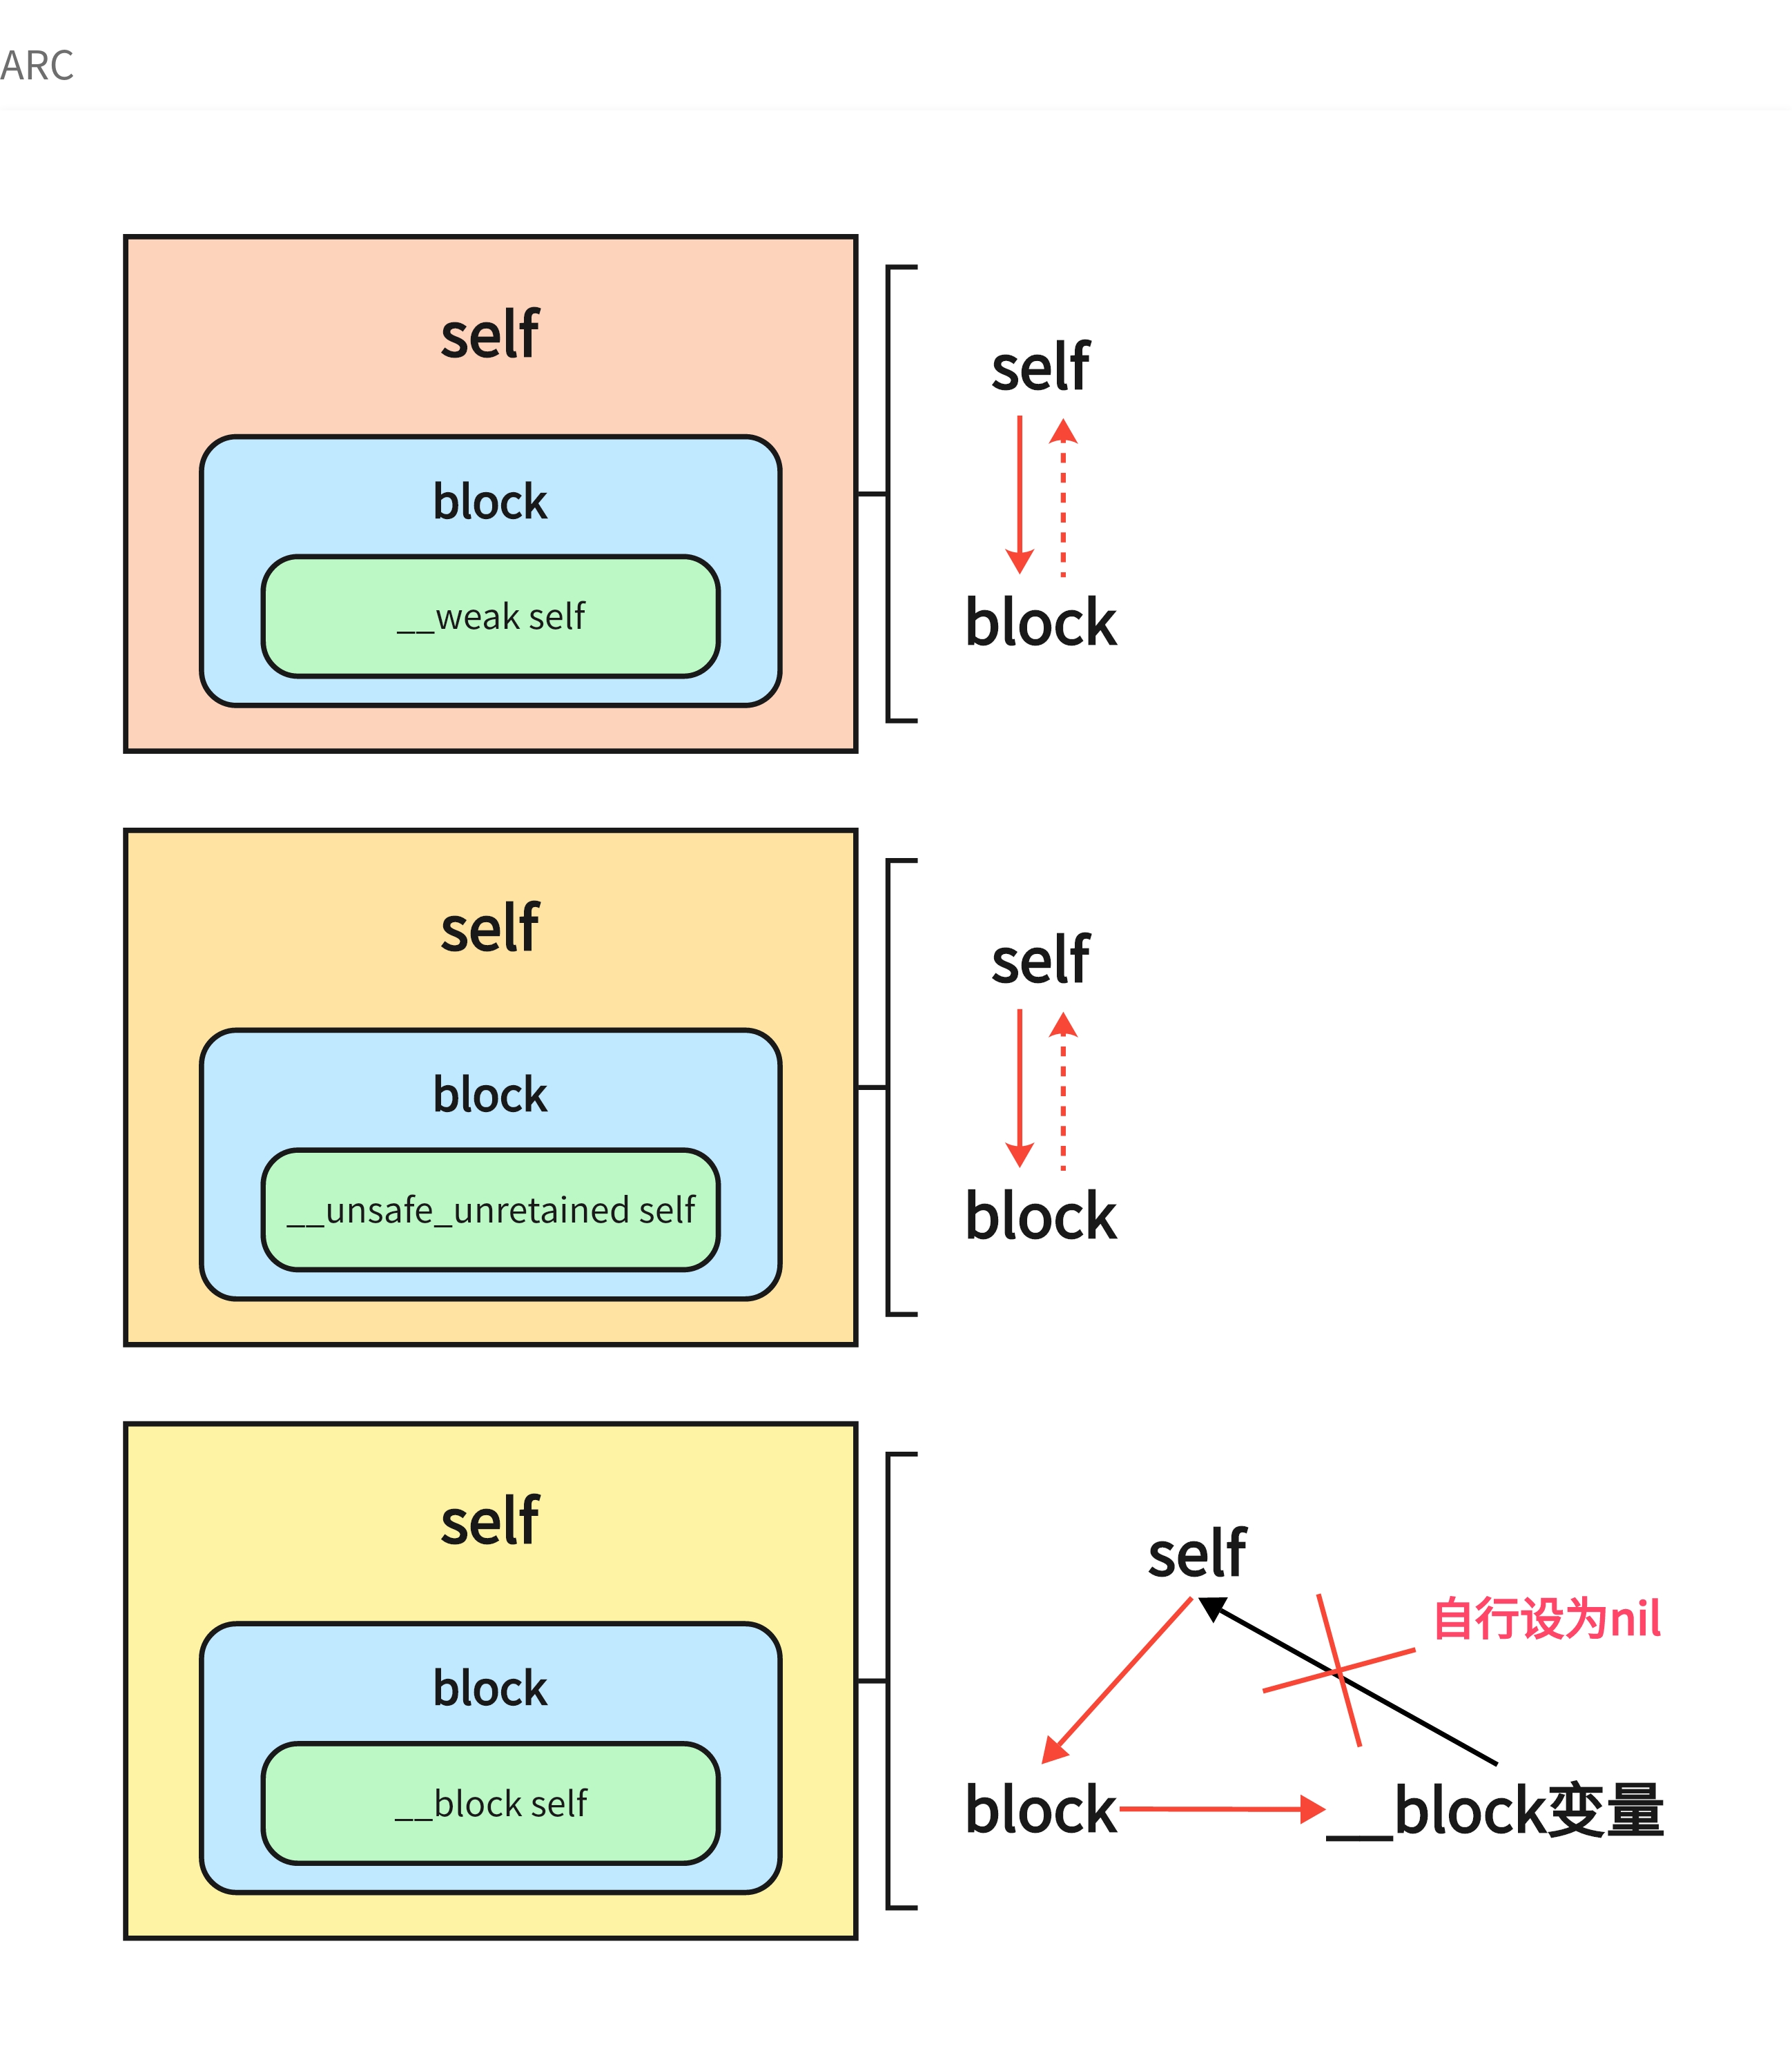 ARC
self
block
__weak self
self
block
self
block
__unsafe_unretained self
self
block
self
block
__block self
self
自行设为nil
block
__block变量